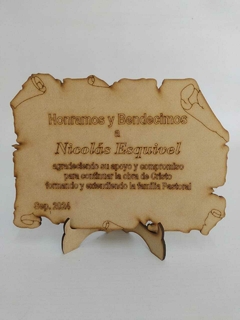 Honramos y Bendecimos
a
Nicolás Esquivel
agradeciendo su apoyo y compromiso
para continuar la obra de Cristo
formando y extendiendo la familia Pastoral
Sep. 2024